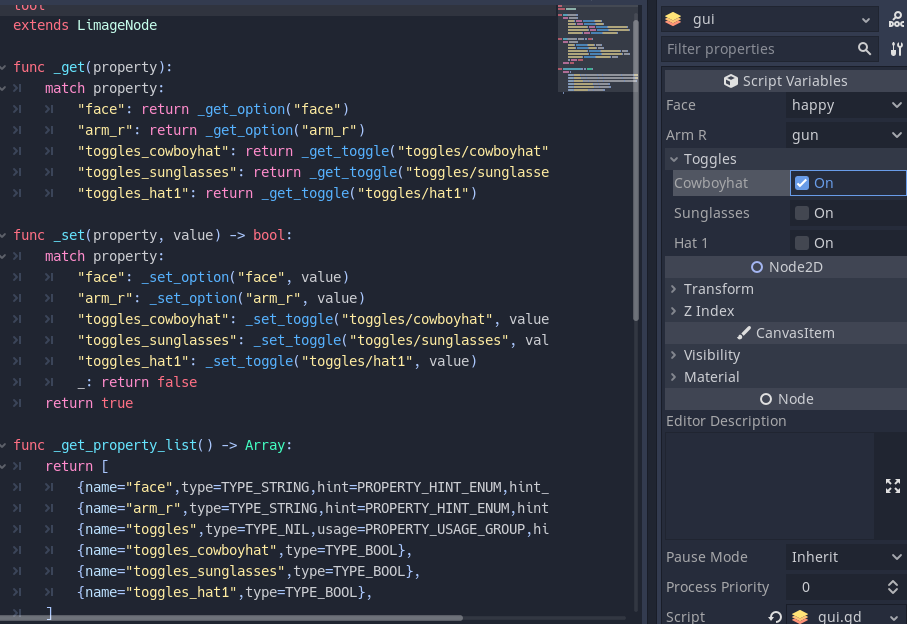 tool
extends LimageNode
func _get(property):
match property:
"face": return _get_option("face")
"arm_r": return _get_option("arm_r")
"toggles_cowboyhat": return _get_toggle("toggles/cowboyhat"
"toggles_sunglasses": return _get_toggle("toggles/sunglasse
"toggles_hat1": return _get_toggle("toggles/hat1")
func _set(property, value) -> bool:
match property:
"face": _set_option("face", value)
"arm_r": _set_option("arm_r", value)
"toggles_cowboyhat": _set_toggle("toggles/cowboyhat", value
"toggles_sunglasses": _set_toggle("toggles/sunglasses", val
"toggles_hat1": _set_toggle("toggles/hat1", value)
_: return false
return true
func _get_property_list() -> Array:
return [
{name="face",type=TYPE_STRING,hint=PROPERTY_HINT_ENUM,hint_
{name="arm_r",type=TYPE_STRING,hint=PROPERTY_HINT_ENUM,hint
{name="toggles",type=TYPE_NIL,usage=PROPERTY_USAGE_GROUP,hi
{name="toggles_cowboyhat",type=TYPE_BOOL},
{name="toggles_sunglasses",type=TYPE_BOOL},
{name="toggles_hat1",type=TYPE_BOOL},
]
gui
DOC
Filter properties
Script Variables
Face happy
Arm R gun
Toggles
Cowboyhat On
Sunglasses On
Hat 1 On
Node2D
Transform
Z Index
CanvasItem
Visibility
Material
Node
Editor Description
Pause Mode Inherit
Process Priority 0
Script gui.gd